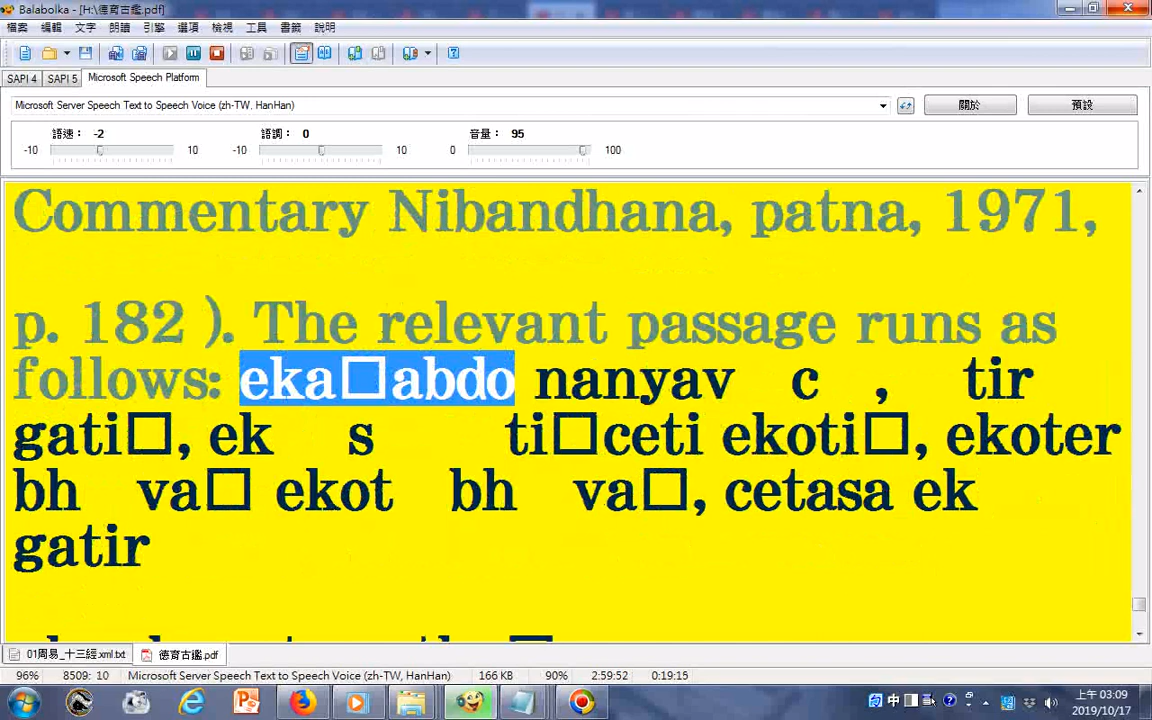 Balabolka - [H:\德育古鑑.pdf]
檔案 編輯 文字 朗讀 引擎 選項 檢視 工具 書籤 說明
SAPI 4 SAPI 5 Microsoft Speech Platform
Microsoft Server Speech Text to Speech Voice (zh-TW, HanHan) 關於 預設
語速： -2 語調： 0 音量： 95
-10 10 -10 10 0 100
Commentary Nibandhana, patna, 1971,
p. 182 ). The relevant passage runs as
follows: eka□abdo nanyav c , tir
gati□, ek s ti□ceti ekoti□, ekoter
bh va□ ekot bh va□, cetasa ek
gatir
01周易_十三經.xml.txt 德育古鑑.pdf
96% 8509: 10 Microsoft Server Speech Text to Speech Voice (zh-TW, HanHan) 166 KB 90% 2:59:52 0:19:15
中 上午 03:09
2019/10/17